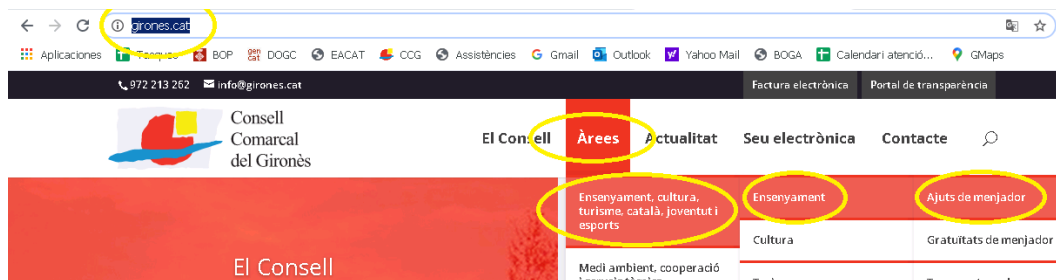 girones.cat
Aplicaciones Tasques BOP gen cat DOGC EACAT CCG Assistències Gmail Outlook Yahoo Mail BOGA Calendari atenció... GMaps
972 213 262 info@girones.cat Factura electrònica Portal de transparència
Consell
Comarcal
del Gironès
El Consell Àrees Actualitat Seu electrònica Contacte
Ensenyament, cultura,
turisme, català, joventut i
esports
Ensenyament Ajuts de menjador
Cultura Gratuïtats de menjador
Medi ambient, cooperació
El Consell